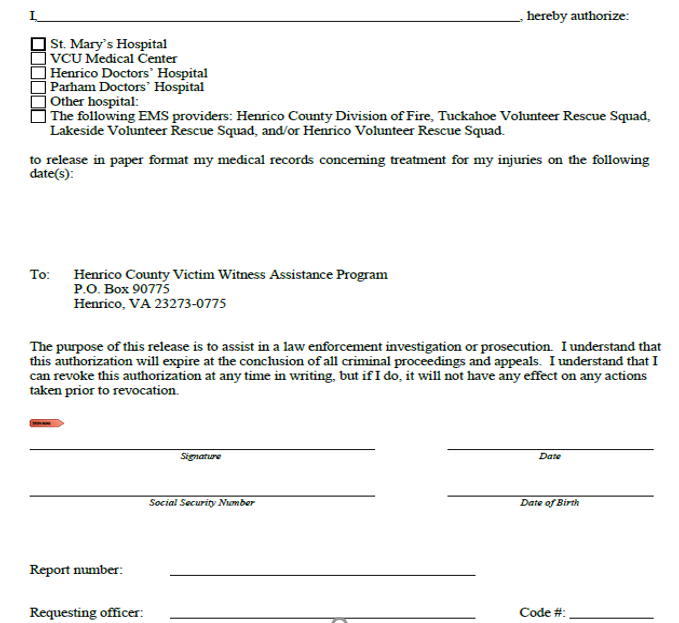 I, , hereby authorize:
St. Mary's Hospital
VCU Medical Center
Henrico Doctors' Hospital
Parham Doctors' Hospital
Other hospital:
The following EMS providers: Henrico County Division of Fire, Tuckahoe Volunteer Rescue Squad,
Lakeside Volunteer Rescue Squad, and/or Henrico Volunteer Rescue Squad.
to release in paper format my medical records concerning treatment for my injuries on the following
date(s):
To: Henrico County Victim Witness Assistance Program
P.O. Box 90775
Henrico, VA 23273-0775
The purpose of this release is to assist in a law enforcement investigation or prosecution. I understand that
this authorization will expire at the conclusion of all criminal proceedings and appeals. I understand that I
can revoke this authorization at any time in writing, but if I do, it will not have any effect on any actions
taken prior to revocation.
Signature Date
Social Security Number Date of Birth
Report number:
Requesting officer: Code #: